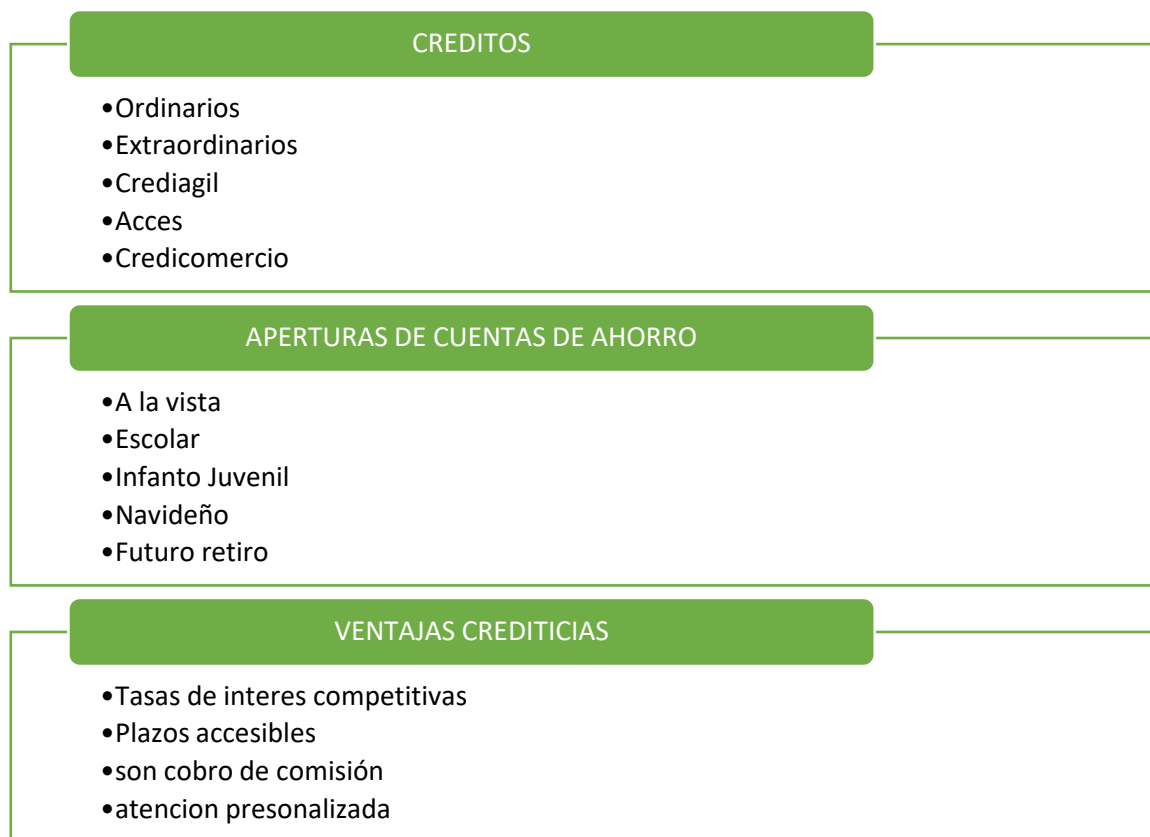 CREDITOS
•Ordinarios
•Extraordinarios
•Crediagil
•Acces
•Credicomercio
APERTURAS DE CUENTAS DE AHORRO
•A la vista
•Escolar
•Infanto Juvenil
•Navideño
•Futuro retiro
VENTAJAS CREDITICIAS
•Tasas de interes competitivas
•Plazos accesibles
•son cobro de comisión
•atencion presonalizada